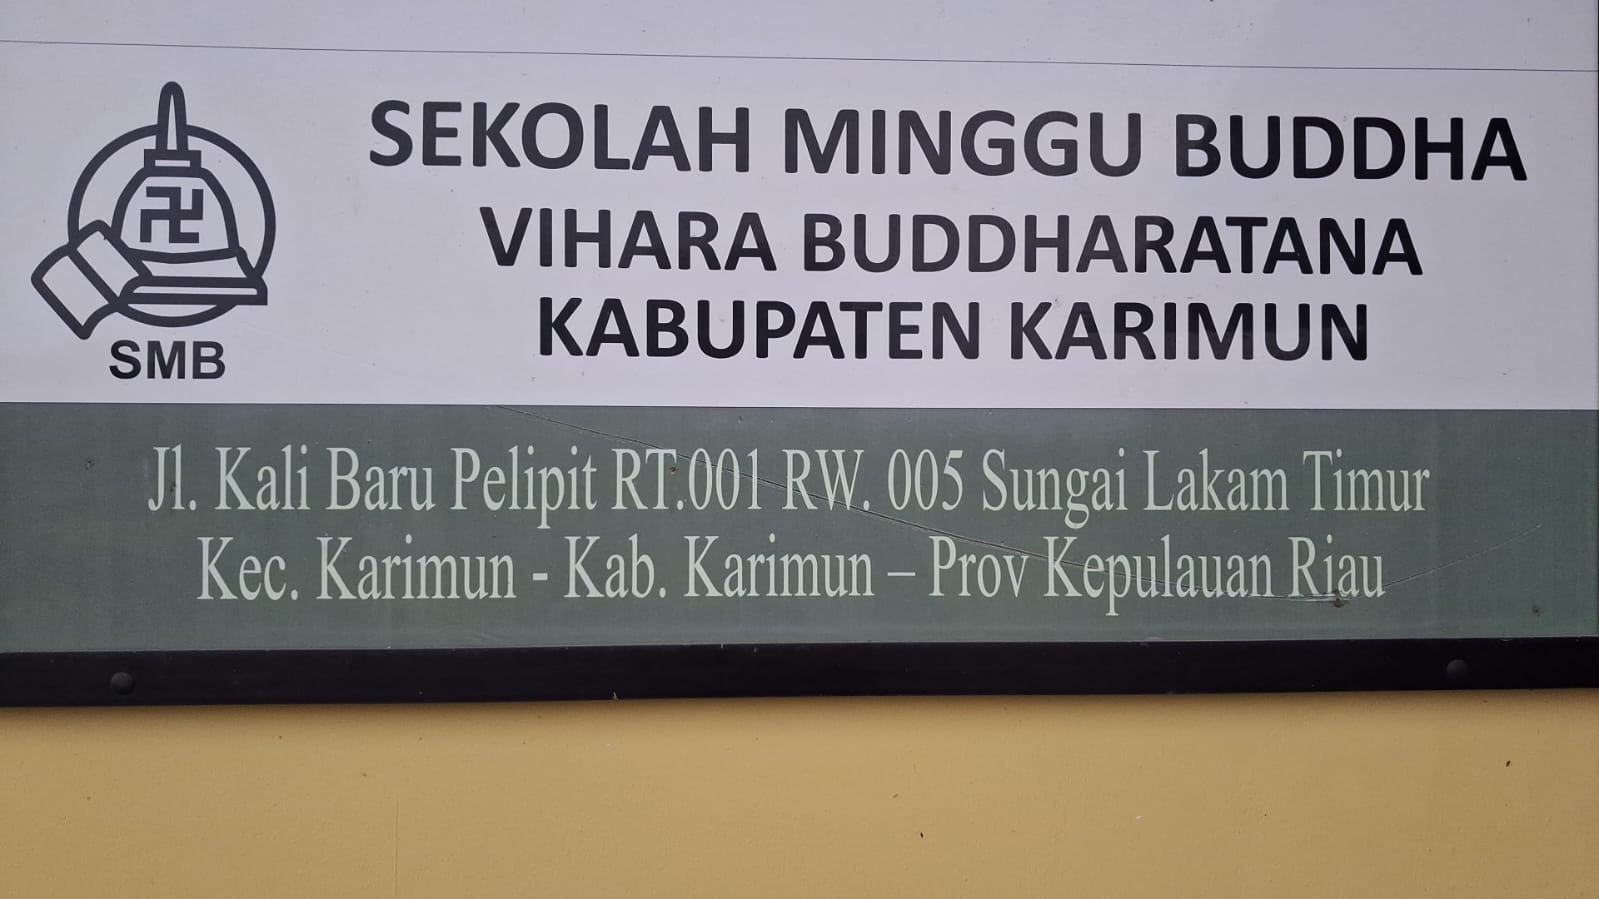 SEKOLAH MINGGU BUDDHA
VIHARA BUDDHARATANA
KABUPATEN KARIMUN
SMB
Jl. Kali Baru Pelipit RT.001 RW. 005 Sungai Lakam Timur
Kec. Karimun - Kab. Karimun – Prov Kepulauan Riau